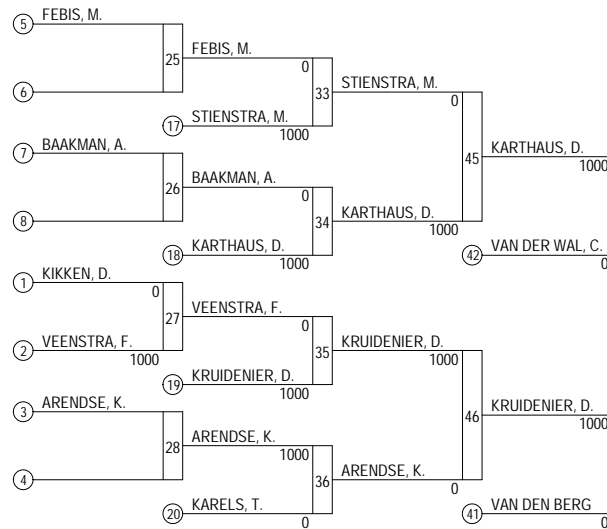 5 FEBIS, M.
25 FEBIS, M.
0
6
33 STIENSTRA, M.
0
17 STIENSTRA, M.
1000
7 BAAKMAN, A.
45 KARTHAUS, D.
1000
26 BAAKMAN, A.
0
8
34 KARTHAUS, D.
1000
18 KARTHAUS, D.
1000
42 VAN DER WAL, C.
0
1 KIKKEN, D.
0
27 VEENSTRA, F.
0
2 VEENSTRA, F.
1000
35 KRUIDENIER, D.
1000
19 KRUIDENIER, D.
1000
3 ARENDSE, K.
46 KRUIDENIER, D.
1000
28 ARENDSE, K.
1000
4
36 ARENDSE, K.
0
20 KARELS, T.
0
41 VAN DEN BERG
0